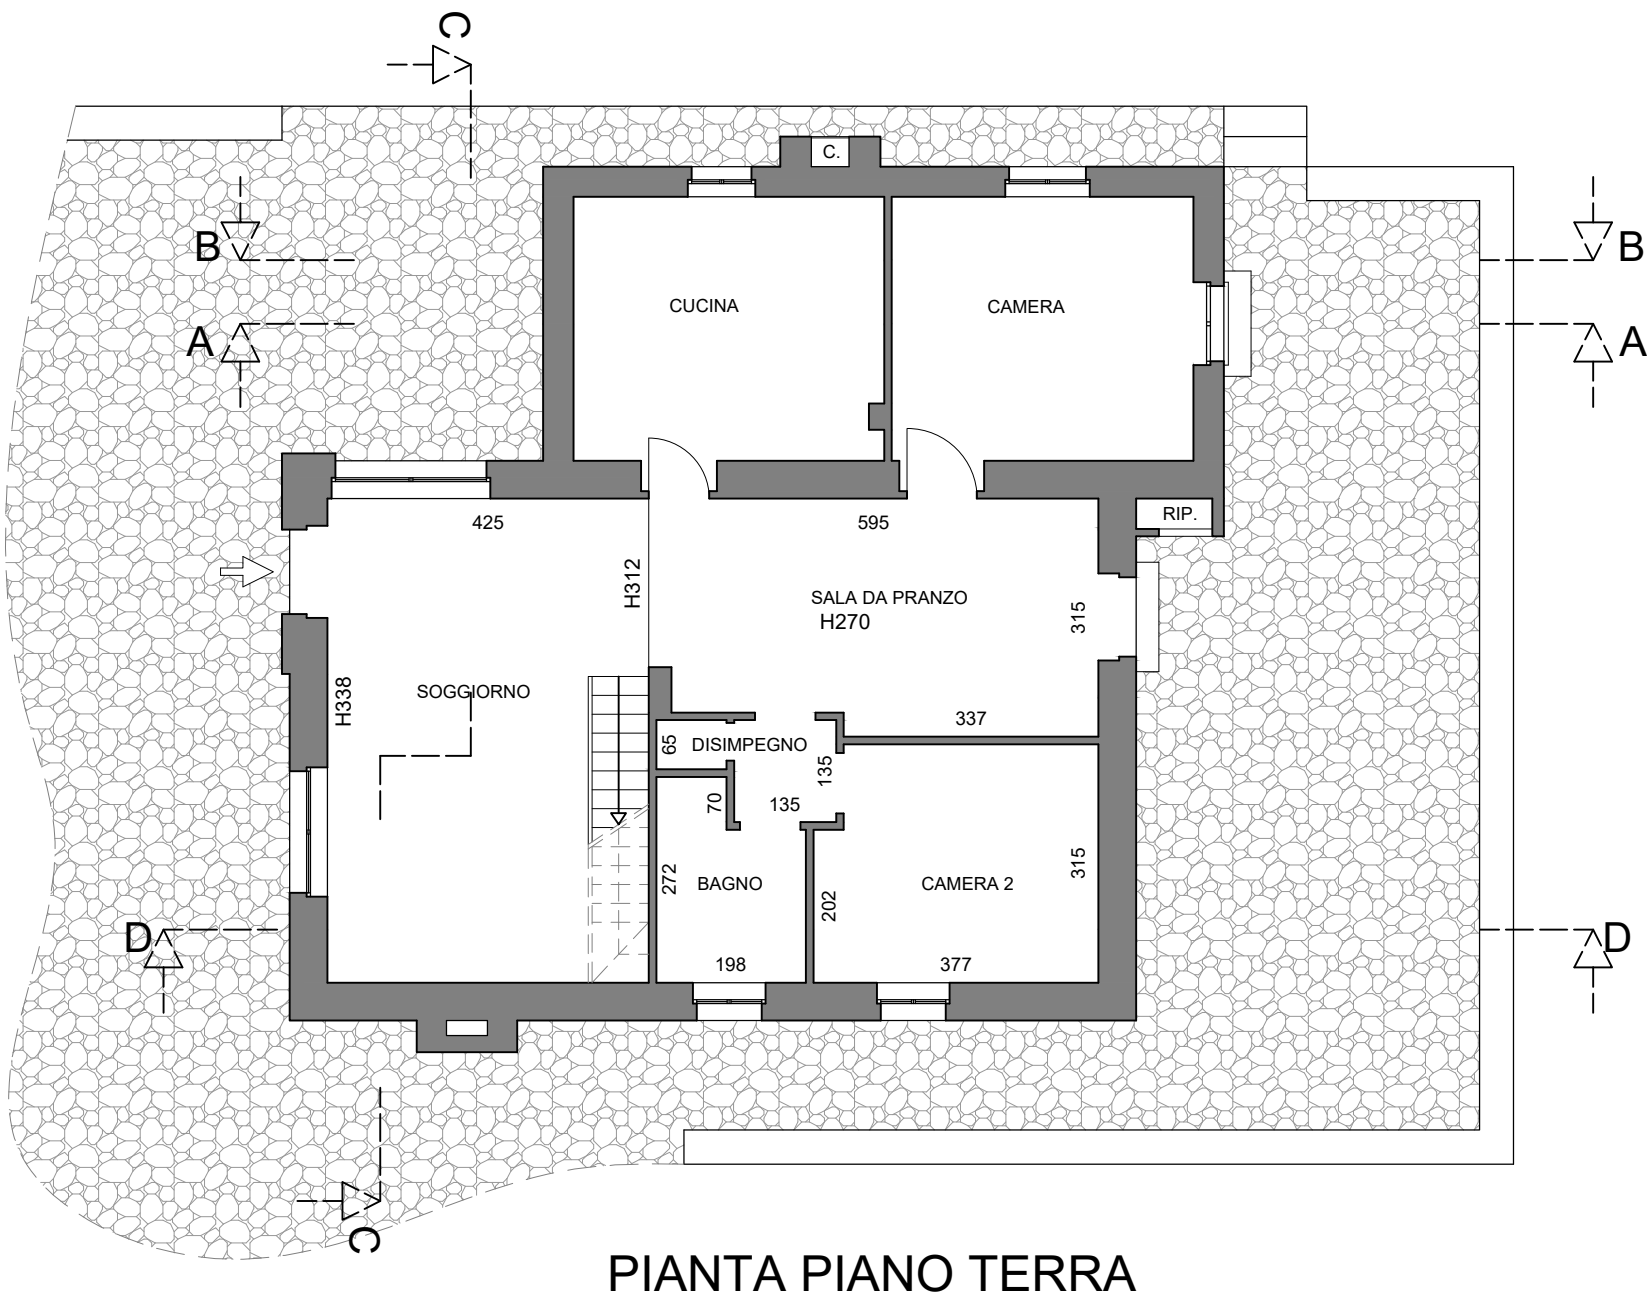 C
C.
B
B
CUCINA
CAMERA
A
A
RIP.
425
595
H312
SALA DA PRANZO
H270
315
H338
SOGGIORNO
337
65
DISIMPEGNO
135
70
135
272
BAGNO
202
CAMERA 2
315
D
D
198
377
C
PIANTA PIANO TERRA